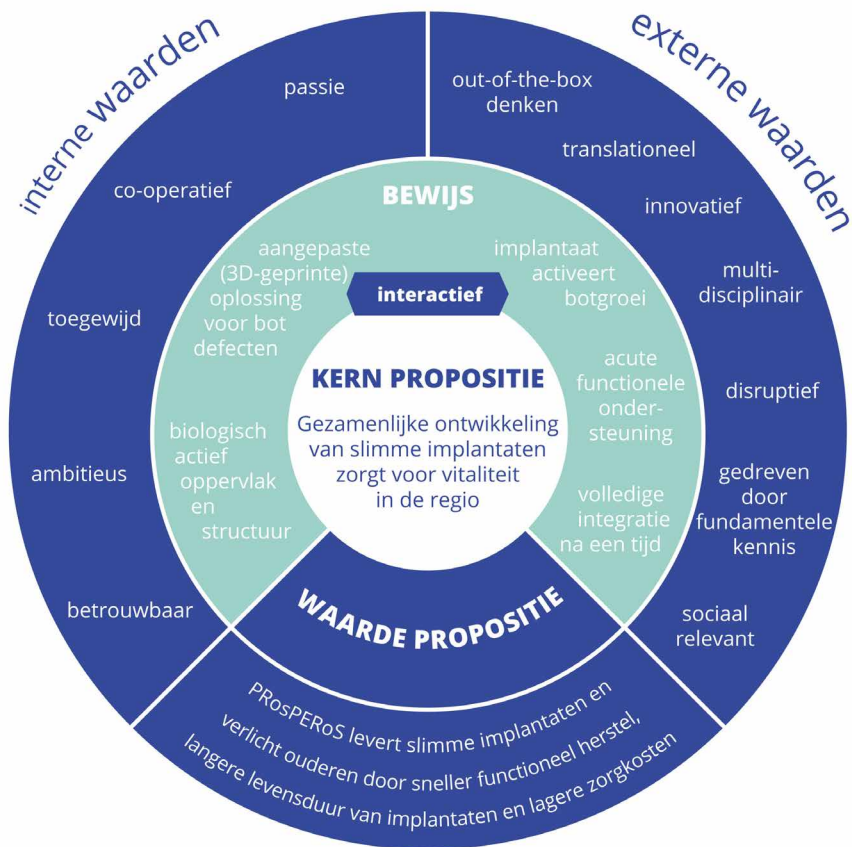 interne waarden
externe waarden
passie
co-operatief
toegewijd
ambitieus
betrouwbaar
out-of-the-box
denken
translationeel
innovatief
multi-
disciplinair
disruptief
gedreven
door
fundamentele
kennis
sociaal
relevant
BEWIJS
aangepaste
(3D-geprinte)
oplossing
voor bot
defecten
biologisch
actief
oppervlak
en
structuur
implantaat
activeert
botgroei
acute
functionele
onder-
steuning
volledige
integratie
na een tijd
interactief
KERN PROPOSITIE
Gezamenlijke ontwikkeling
van slimme implantaten
zorgt voor vitaliteit
in de regio
WAARDE PROPOSITIE
PRosPERoS levert slimme implantaten en
verlicht ouderen door sneller functioneel herstel,
langere levensduur van implantaten en lagere zorgkosten